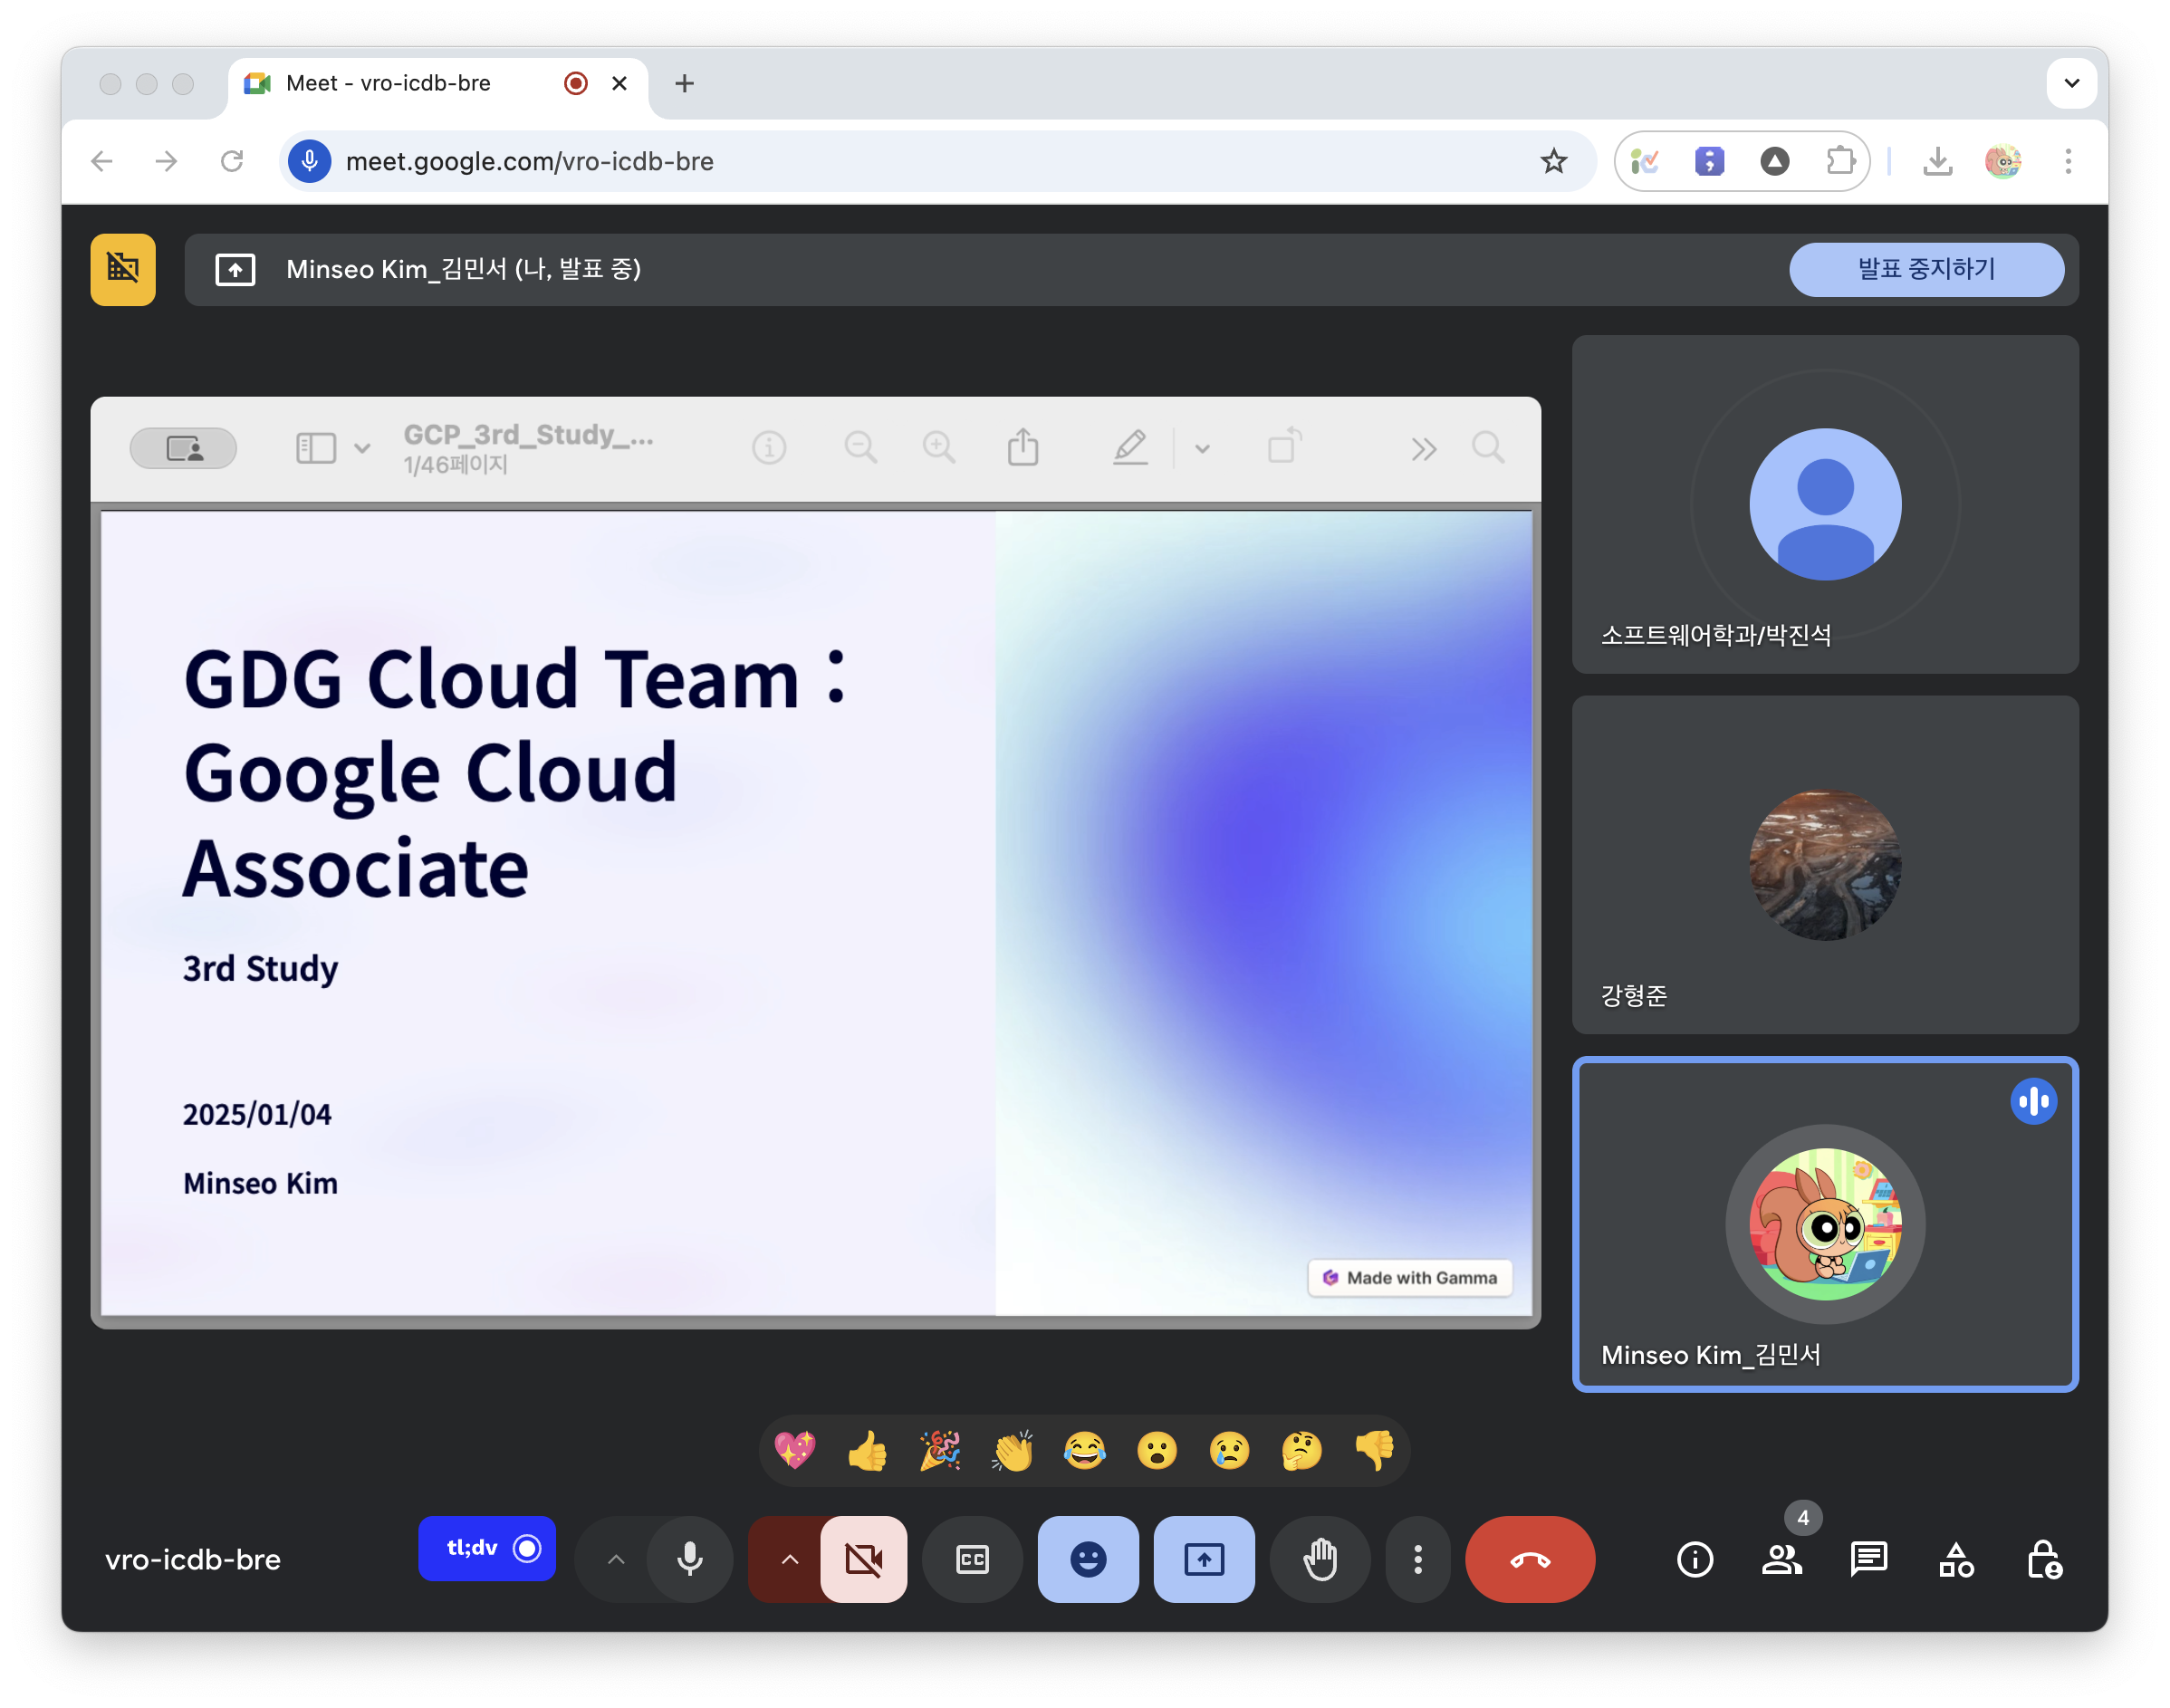 Meet - vro-icdb-bre
meet.google.com/vro-icdb-bre
Minseo Kim_김민서 (나, 발표 중)
발표 중지하기
GCP_3rd_Study_...
1/46페이지
GDG Cloud Team :
Google Cloud
Associate
3rd Study
2025/01/04
Minseo Kim
Made with Gamma
소프트웨어학과/박진석
강형준
Minseo Kim_김민서
vro-icdb-bre
tl;dv
CC
4